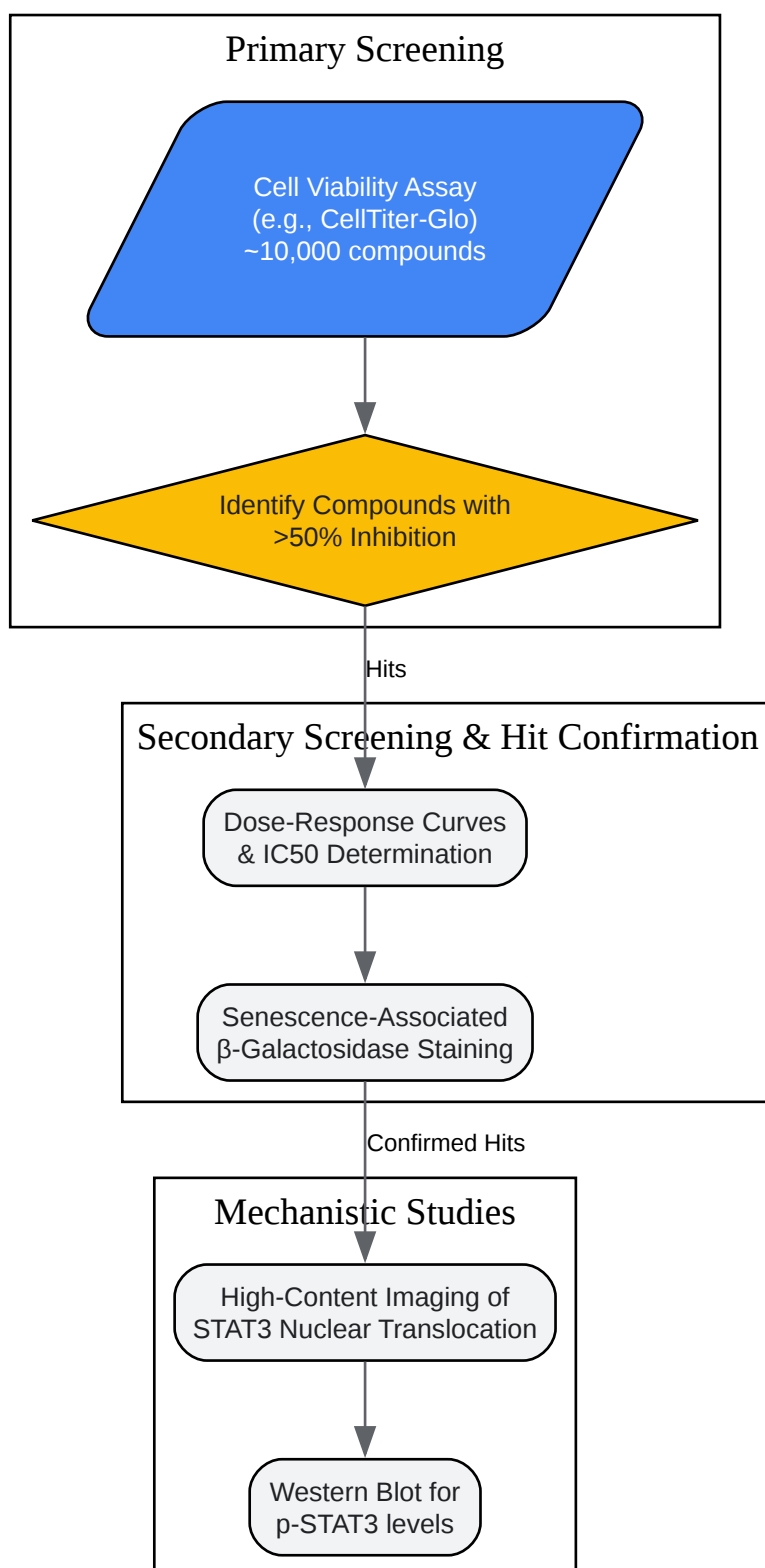 Primary Screening
Cell Viability Assay
(e.g., CellTiter-Glo)
~10,000 compounds
Identify Compounds with
>50% Inhibition
Hits
Secondary Screening & Hit Confirmation
Dose-Response Curves
& IC50 Determination
Senescence-Associated
β-Galactosidase Staining
Confirmed Hits
Mechanistic Studies
High-Content Imaging of
STAT3 Nuclear Translocation
Western Blot for
p-STAT3 levels